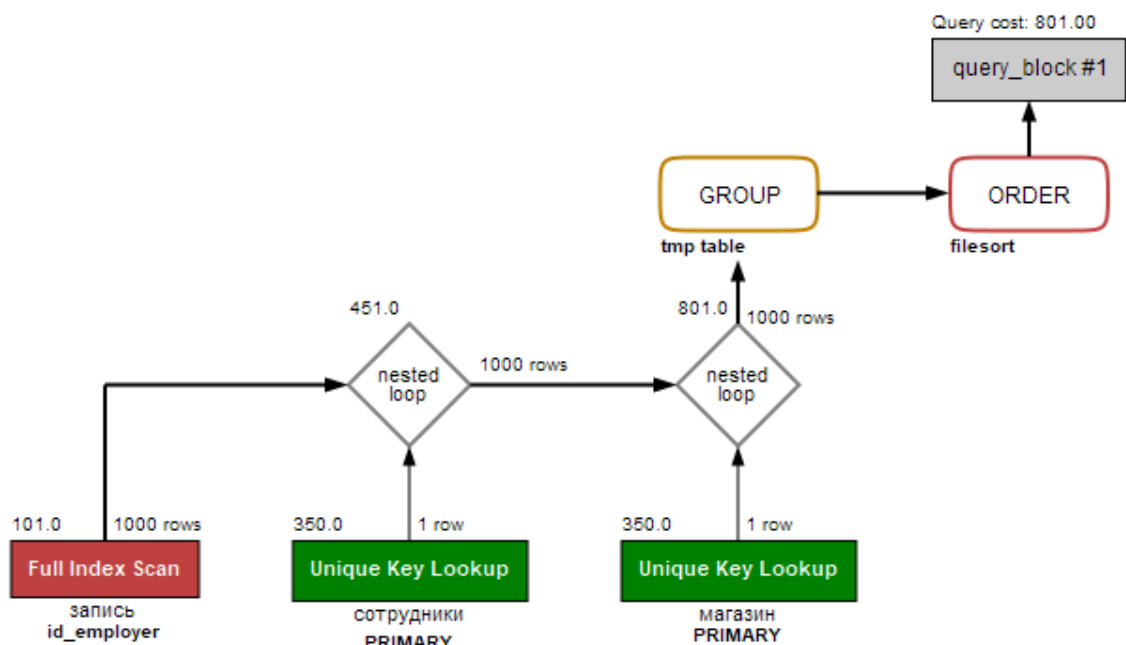 Query cost: 801.00
query_block #1
GROUP
ORDER
tmp table
filesort
451.0
801.0
1000 rows
nested
loop
1000 rows
nested
loop
101.0
1000 rows
350.0
1 row
350.0
1 row
Full Index Scan
Unique Key Lookup
Unique Key Lookup
запись
id_employer
сотрудники
PRIMARY
магазин
PRIMARY